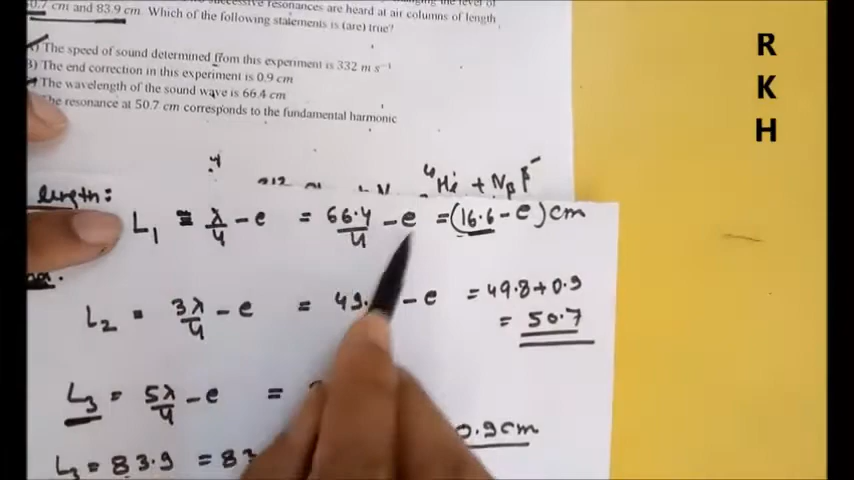 50.7 cm and 83.9 cm. Which of the following statements is (are) true?
The speed of sound determined from this experiment is 332 m s⁻¹
B) The end correction in this experiment is 0.9 cm
The wavelength of the sound wave is 66.4 cm
The resonance at 50.7 cm corresponds to the fundamental harmonic
length:
L₁ = λ/4 - e = 66.4/4 - e = (16.6 - e) cm
L₂ = 3λ/4 - e = 49. - e = 49.8 + 0.9
= 50.7
L₃ = 5λ/4 - e =
0.9cm
L₃ = 83.9 = 83
R
K
H